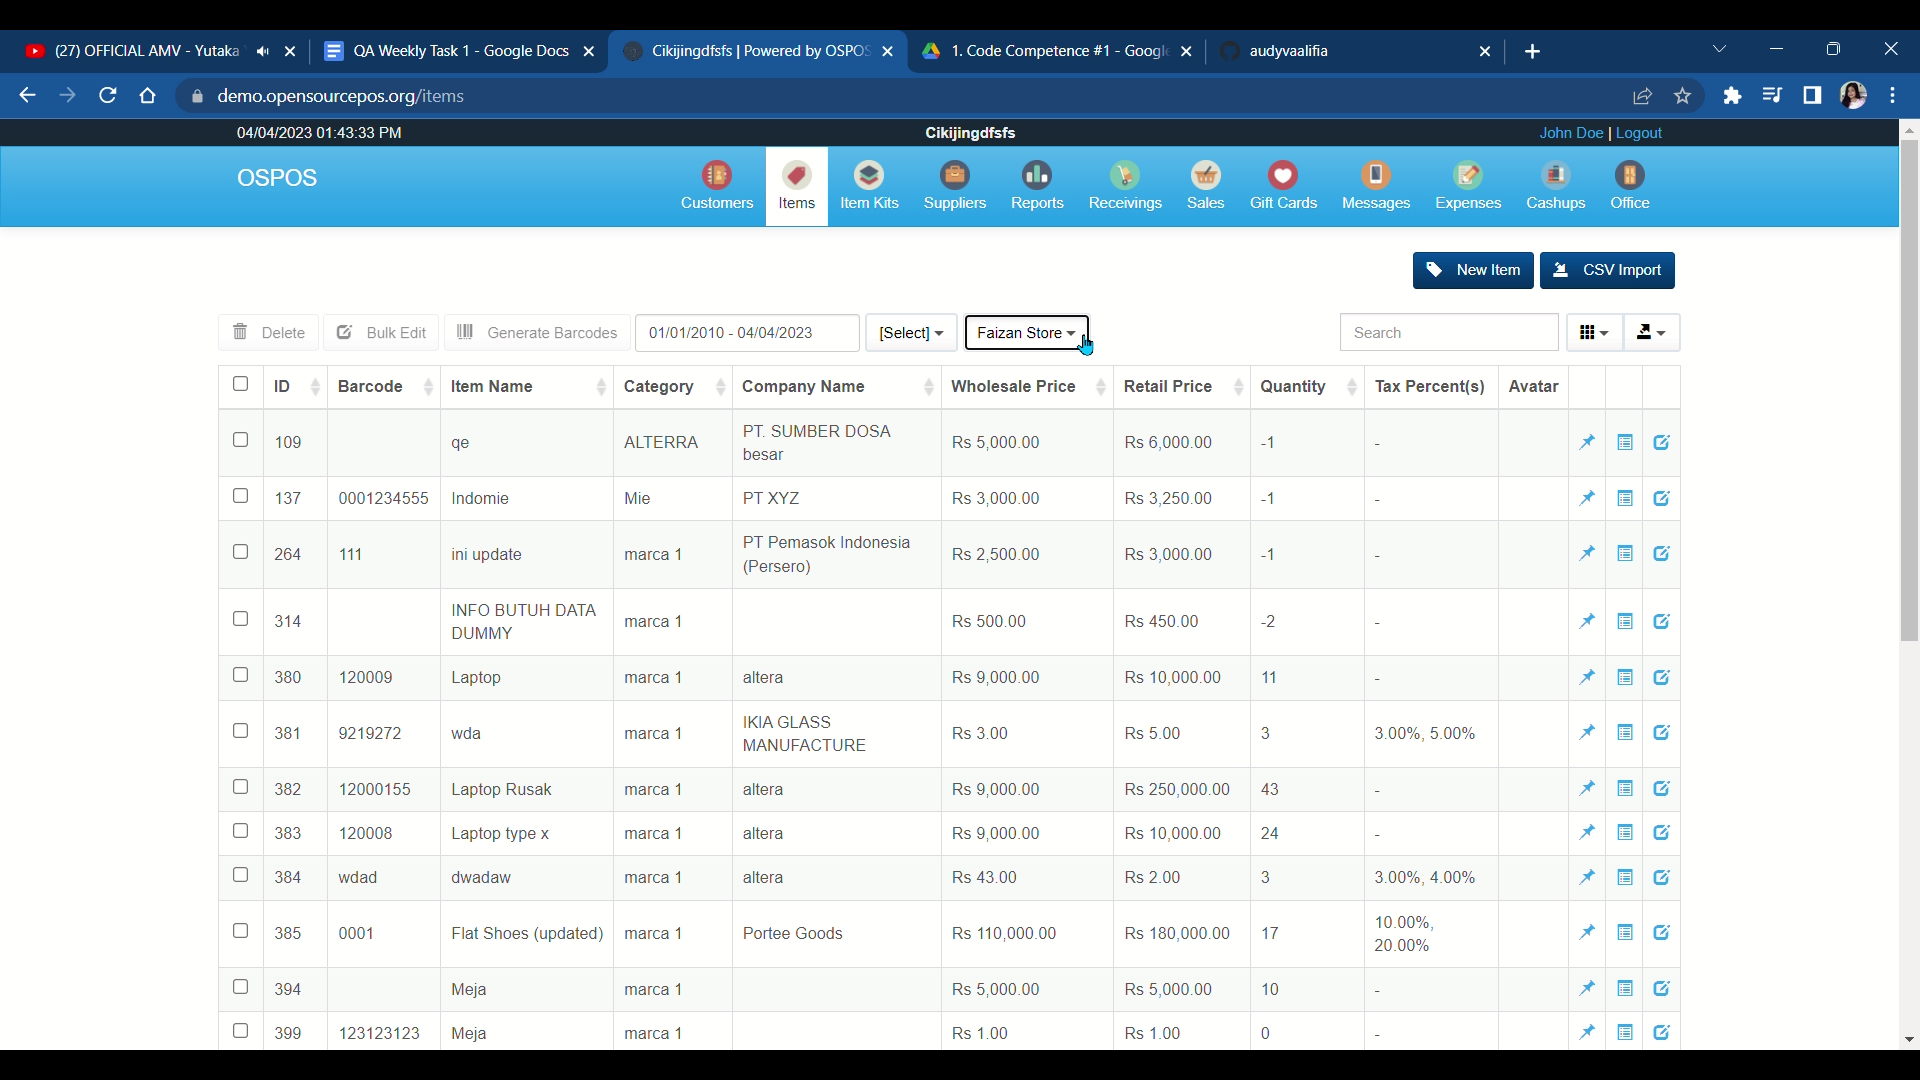 (27) OFFICIAL AMV - Yutaka QA Weekly Task 1 - Google Docs Cikijingdfsfs | Powered by OSPOS 1. Code Competence #1 - Google audyvaalifia
demo.opensourcepos.org/items
04/04/2023 01:43:33 PM Cikijingdfsfs John Doe | Logout
OSPOS Customers Items Item Kits Suppliers Reports Receivings Sales Gift Cards Messages Expenses Cashups Office
New Item CSV Import
Delete Bulk Edit Generate Barcodes 01/01/2010 - 04/04/2023 [Select] Faizan Store Search
ID Barcode Item Name Category Company Name Wholesale Price Retail Price Quantity Tax Percent(s) Avatar
109 qe ALTERRA PT. SUMBER DOSA besar Rs 5,000.00 Rs 6,000.00 -1 -
137 0001234555 Indomie Mie PT XYZ Rs 3,000.00 Rs 3,250.00 -1 -
264 111 ini update marca 1 PT Pemasok Indonesia (Persero) Rs 2,500.00 Rs 3,000.00 -1 -
314 INFO BUTUH DATA DUMMY marca 1 Rs 500.00 Rs 450.00 -2 -
380 120009 Laptop marca 1 altera Rs 9,000.00 Rs 10,000.00 11 -
381 9219272 wda marca 1 IKIA GLASS MANUFACTURE Rs 3.00 Rs 5.00 3 3.00%, 5.00%
382 12000155 Laptop Rusak marca 1 altera Rs 9,000.00 Rs 250,000.00 43 -
383 120008 Laptop type x marca 1 altera Rs 9,000.00 Rs 10,000.00 24 -
384 wdad dwadaw marca 1 altera Rs 43.00 Rs 2.00 3 3.00%, 4.00%
385 0001 Flat Shoes (updated) marca 1 Portee Goods Rs 110,000.00 Rs 180,000.00 17 10.00%, 20.00%
394 Meja marca 1 Rs 5,000.00 Rs 5,000.00 10 -
399 123123123 Meja marca 1 Rs 1.00 Rs 1.00 0 -